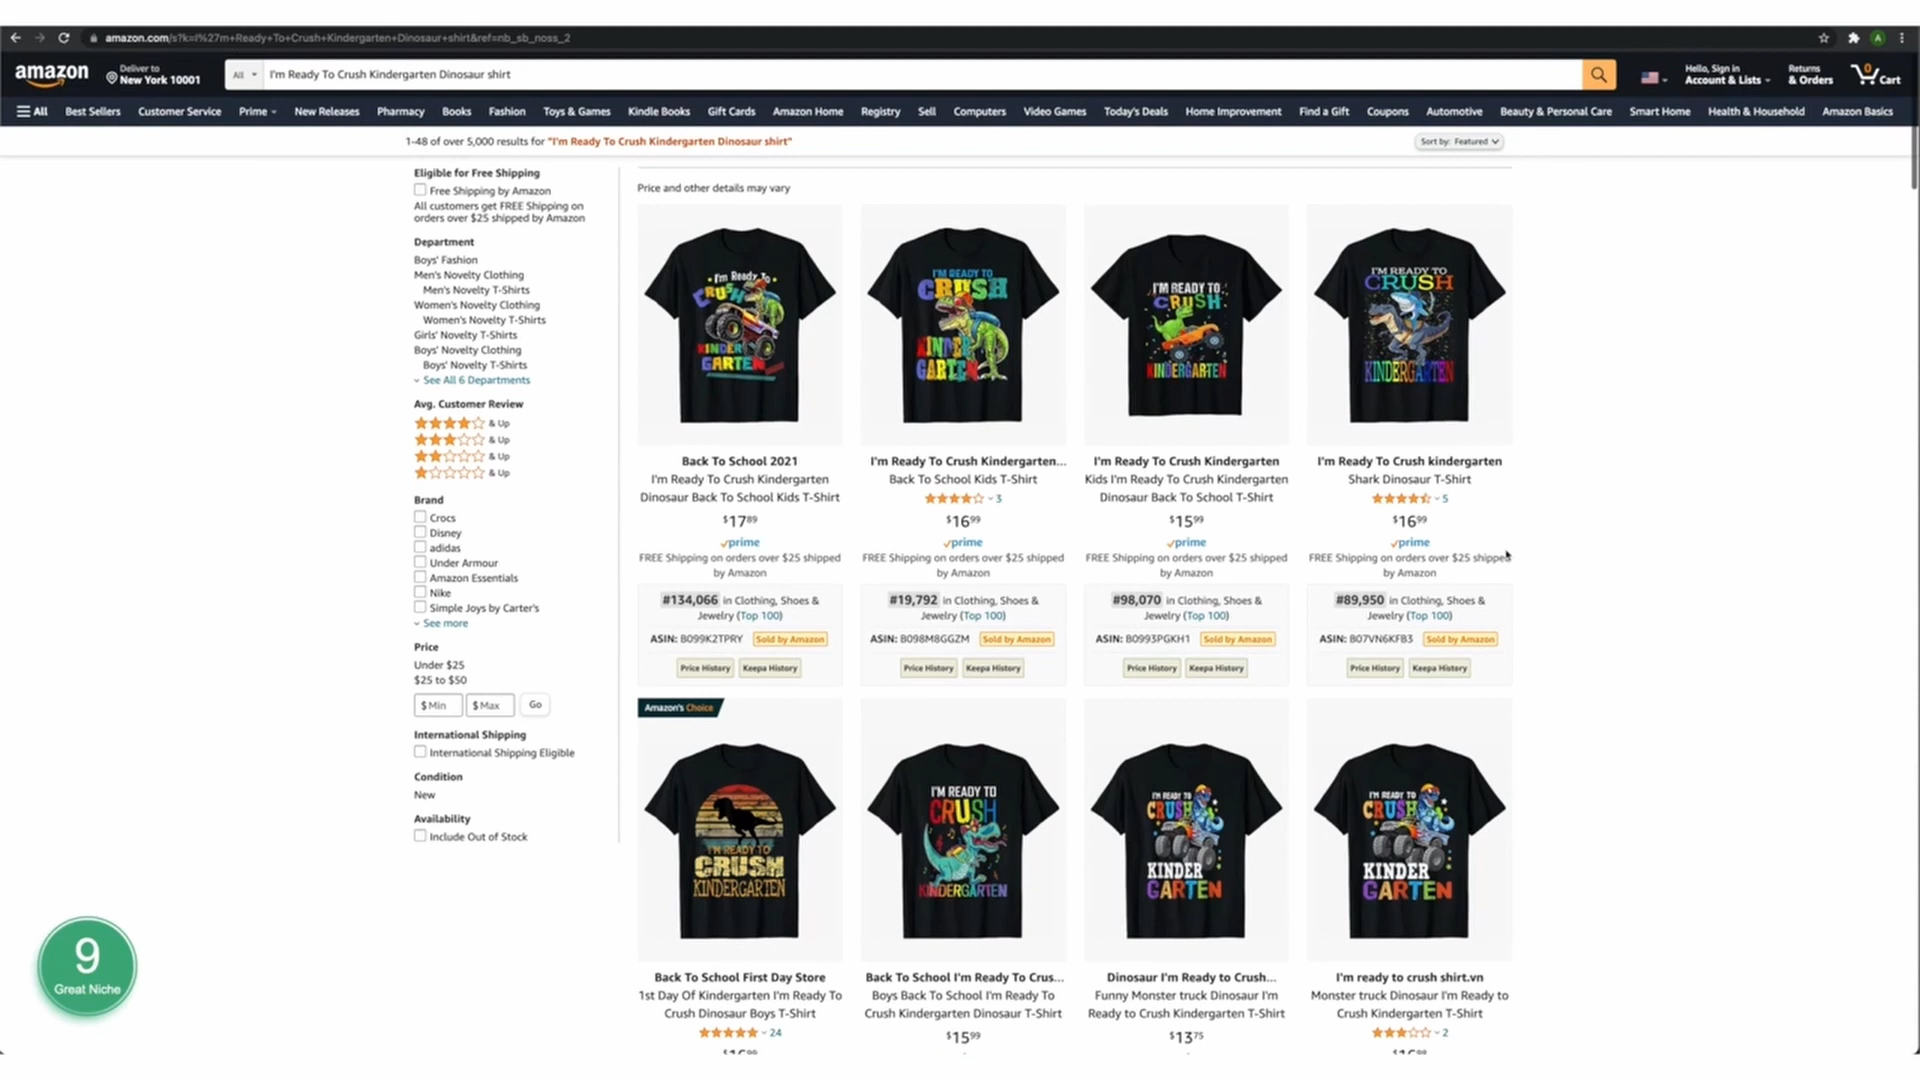 amazon.com/s?k=I%27m+Ready+To+Crush+Kindergarten+Dinosaur+shirt&ref=nb_sb_noss_2
A
amazon
Deliver to
New York 10001
All
I'm Ready To Crush Kindergarten Dinosaur shirt
Hello, Sign in
Account & Lists
Returns
& Orders
0
Cart
All
Best Sellers
Customer Service
Prime
New Releases
Pharmacy
Books
Fashion
Toys & Games
Kindle Books
Gift Cards
Amazon Home
Registry
Sell
Computers
Video Games
Today's Deals
Home Improvement
Find a Gift
Coupons
Automotive
Beauty & Personal Care
Smart Home
Health & Household
Amazon Basics
1-48 of over 5,000 results for "I'm Ready To Crush Kindergarten Dinosaur shirt"
Sort by: Featured
Eligible for Free Shipping
Free Shipping by Amazon
All customers get FREE Shipping on
orders over $25 shipped by Amazon
Department
Boys' Fashion
Men's Novelty Clothing
Men's Novelty T-Shirts
Women's Novelty Clothing
Women's Novelty T-Shirts
Girls' Novelty T-Shirts
Boys' Novelty Clothing
Boys' Novelty T-Shirts
See All 6 Departments
Avg. Customer Review
& Up
& Up
& Up
& Up
Brand
Crocs
Disney
adidas
Under Armour
Amazon Essentials
Nike
Simple Joys by Carter's
See more
Price
Under $25
$25 to $50
$ Min
$ Max
Go
International Shipping
International Shipping Eligible
Condition
New
Availability
Include Out of Stock
9
Great Niche
Price and other details may vary
I'm Ready To
CRUSH
KINDER
GARTEN
Back To School 2021
I'm Ready To Crush Kindergarten
Dinosaur Back To School Kids T-Shirt
$17 89
prime
FREE Shipping on orders over $25 shipped
by Amazon
#134,066 in Clothing, Shoes &
Jewelry (Top 100)
ASIN: B099K2TPRY Sold by Amazon
Price History
Keepa History
I'M READY TO
CRUSH
KINDER
GARTEN
I'm Ready To Crush Kindergarten...
Back To School Kids T-Shirt
3
$16 99
prime
FREE Shipping on orders over $25 shipped
by Amazon
#19,792 in Clothing, Shoes &
Jewelry (Top 100)
ASIN: B098M8GGZM Sold by Amazon
Price History
Keepa History
I'M READY TO
CRUSH
KINDERGARTEN
I'm Ready To Crush Kindergarten
Kids I'm Ready To Crush Kindergarten
Dinosaur Back To School T-Shirt
$15 99
prime
FREE Shipping on orders over $25 shipped
by Amazon
#98,070 in Clothing, Shoes &
Jewelry (Top 100)
ASIN: B0993PGKH1 Sold by Amazon
Price History
Keepa History
I'M READY TO
CRUSH
KINDERGARTEN
I'm Ready To Crush kindergarten
Shark Dinosaur T-Shirt
5
$16 99
prime
FREE Shipping on orders over $25 shipped
by Amazon
#89,950 in Clothing, Shoes &
Jewelry (Top 100)
ASIN: B07VN6KFB3 Sold by Amazon
Price History
Keepa History
Amazon's Choice
I'M READY TO
CRUSH
KINDERGARTEN
Back To School First Day Store
1st Day Of Kindergarten I'm Ready To
Crush Dinosaur Boys T-Shirt
24
I'M READY TO
CRUSH
KINDERGARTEN
Back To School I'm Ready To Crus...
Boys Back To School I'm Ready To
Crush Kindergarten Dinosaur T-Shirt
$15 99
I'M READY TO
CRUSH
KINDER
GARTEN
Dinosaur I'm Ready to Crush...
Funny Monster truck Dinosaur I'm
Ready to Crush Kindergarten T-Shirt
$13 75
I'M READY TO
CRUSH
KINDER
GARTEN
I'm ready to crush shirt.vn
Monster truck Dinosaur I'm Ready to
Crush Kindergarten T-Shirt
2